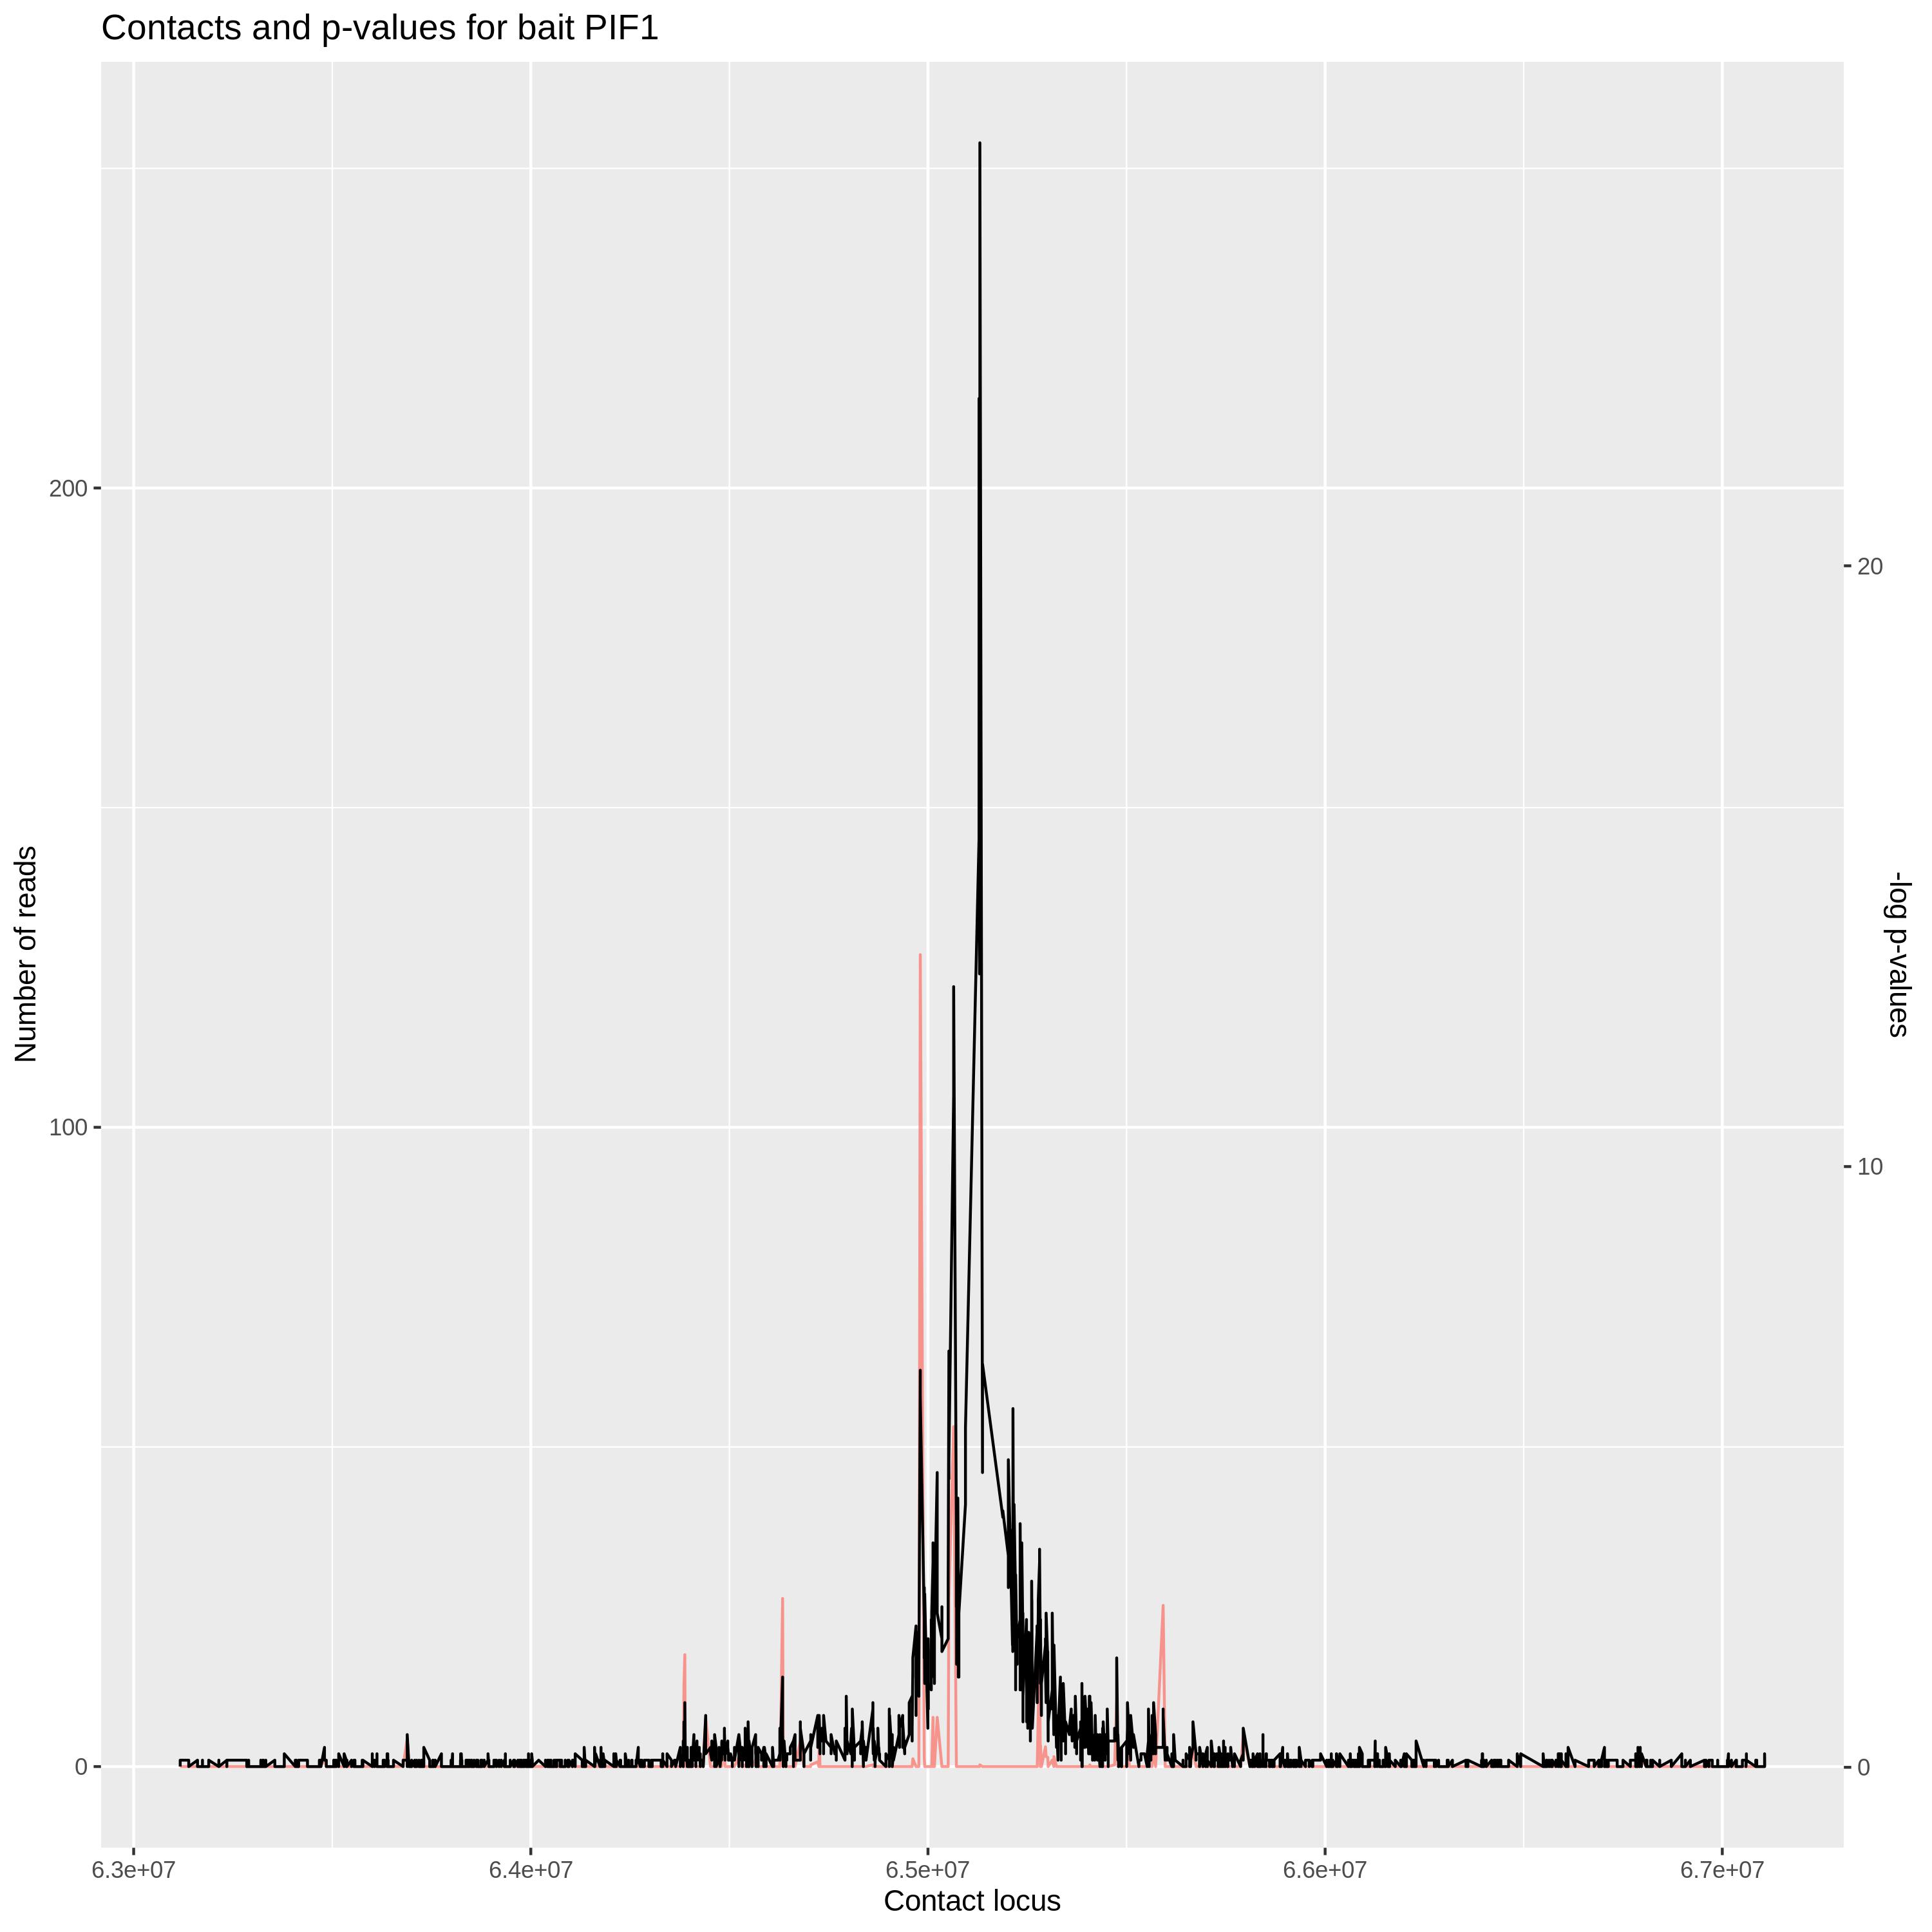 Contacts and p-values for bait PIF1
Number of reads
200
100
0
20
10
0
-log p-values
6.3e+07
6.4e+07
6.5e+07
6.6e+07
6.7e+07
Contact locus